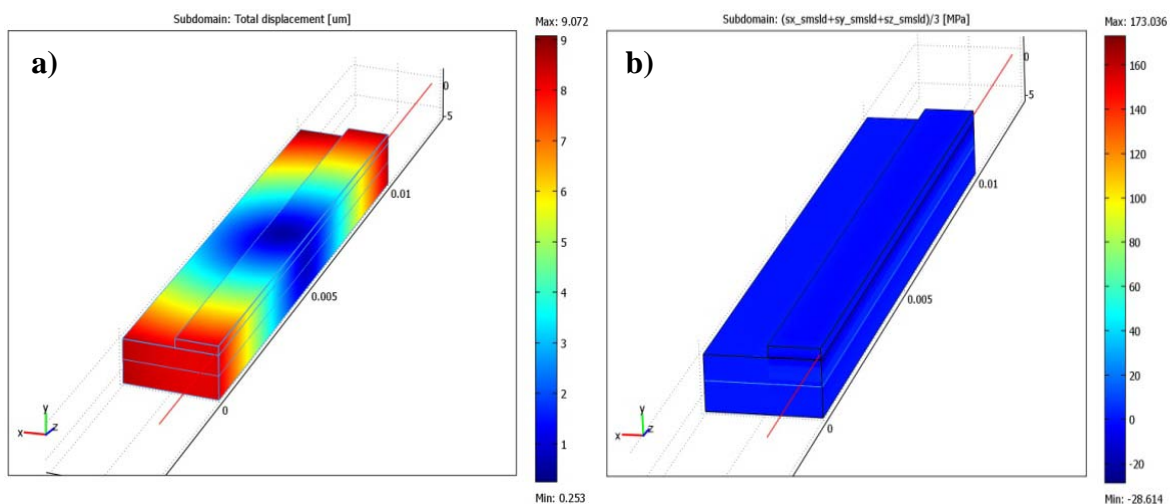 Subdomain: Total displacement [um]
Max: 9.072
a)
0
-5
0.01
0.005
0
y
x
z
9
8
7
6
5
4
3
2
1
Min: 0.253
Subdomain: (sx_smsld+sy_smsld+sz_smsld)/3 [MPa]
Max: 173.036
b)
0
-5
0.01
0.005
0
y
x
z
160
140
120
100
80
60
40
20
0
-20
Min: -28.614